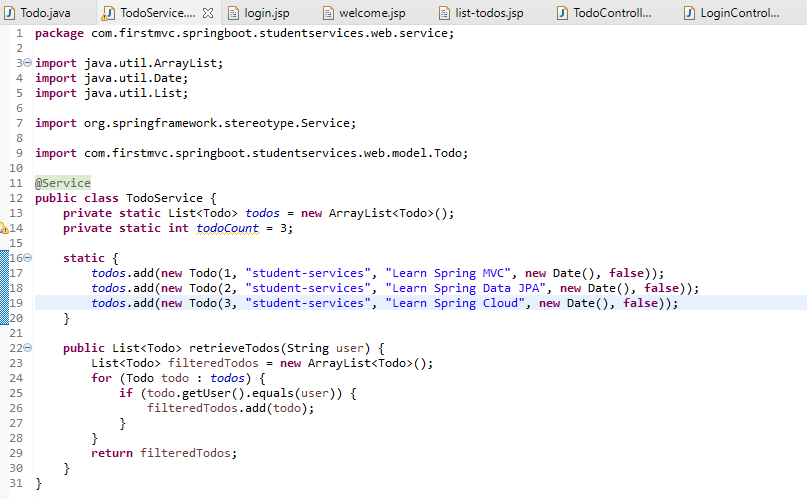 Todo.java TodoService.... login.jsp welcome.jsp list-todos.jsp TodoControll... LoginControl...
1 package com.firstmvc.springboot.studentservices.web.service;
2
3 import java.util.ArrayList;
4 import java.util.Date;
5 import java.util.List;
6
7 import org.springframework.stereotype.Service;
8
9 import com.firstmvc.springboot.studentservices.web.model.Todo;
10
11 @Service
12 public class TodoService {
13     private static List<Todo> todos = new ArrayList<Todo>();
14     private static int todoCount = 3;
15
16     static {
17         todos.add(new Todo(1, "student-services", "Learn Spring MVC", new Date(), false));
18         todos.add(new Todo(2, "student-services", "Learn Spring Data JPA", new Date(), false));
19         todos.add(new Todo(3, "student-services", "Learn Spring Cloud", new Date(), false));
20     }
21
22     public List<Todo> retrieveTodos(String user) {
23         List<Todo> filteredTodos = new ArrayList<Todo>();
24         for (Todo todo : todos) {
25             if (todo.getUser().equals(user)) {
26                 filteredTodos.add(todo);
27             }
28         }
29         return filteredTodos;
30     }
31 }